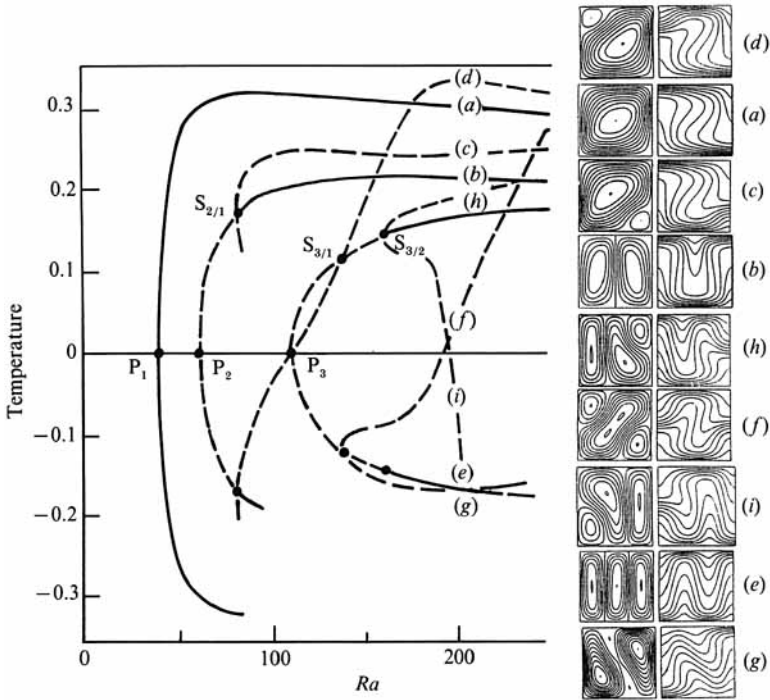 (d)
(d)
(a)
0.3
(a)
(c)
(b)
0.2
S2/1
(h)
(c)
S3/1
S3/2
0.1
(b)
(f)
Temperature
0
P1
P2
P3
(h)
(i)
−0.1
(f)
(e)
(g)
−0.2
(i)
−0.3
(e)
0
100
200
Ra
(g)